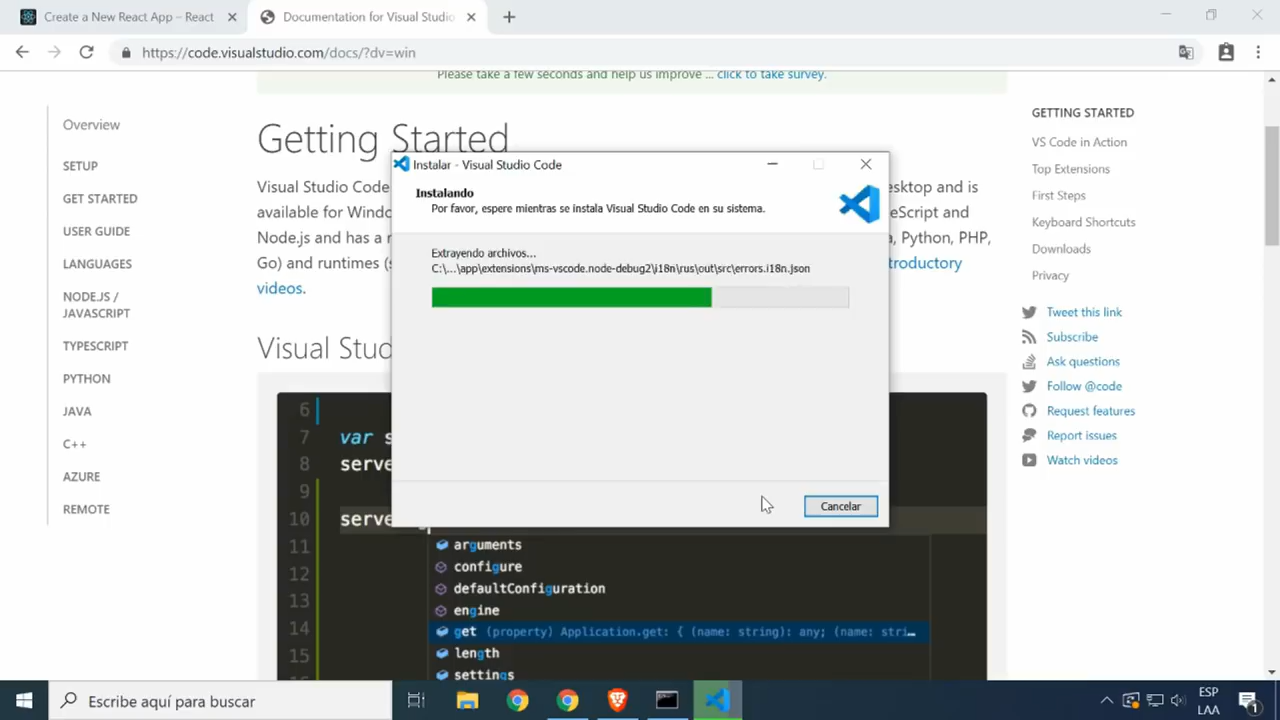 Create a New React App – React
Documentation for Visual Studio
https://code.visualstudio.com/docs/?dv=win
Please take a few seconds and help us improve ... click to take survey.
Overview
SETUP
GET STARTED
USER GUIDE
LANGUAGES
NODE.JS /
JAVASCRIPT
TYPESCRIPT
PYTHON
JAVA
C++
AZURE
REMOTE
Getting Started
Visual Studio Code
available for Windo
Node.js and has a r
Go) and runtimes (s
videos.
esktop and is
eScript and
a, Python, PHP,
troductory
Visual Stud
Instalar - Visual Studio Code
Instalando
Por favor, espere mientras se instala Visual Studio Code en su sistema.
Extrayendo archivos...
C:\...\app\extensions\ms-vscode.node-debug2\i18n\rus\out\src\errors.i18n.json
Cancelar
6
7 var s
8 serve
9
10 serve
11 arguments
12 configure
13 defaultConfiguration
engine
14 get (property) Application.get: { (name: string): any; (name: stri…
15 length
settings
GETTING STARTED
VS Code in Action
Top Extensions
First Steps
Keyboard Shortcuts
Downloads
Privacy
Tweet this link
Subscribe
Ask questions
Follow @code
Request features
Report issues
Watch videos
Escribe aquí para buscar
ESP
LAA
1